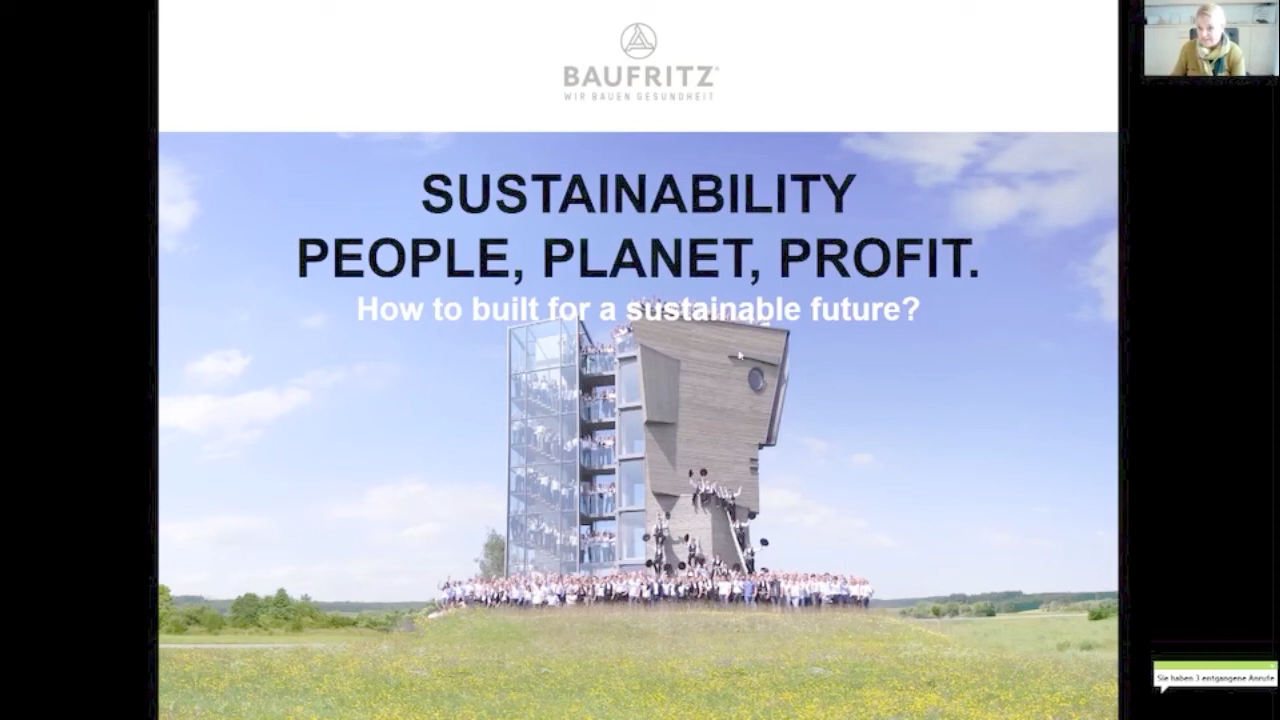 BAUFRITZ®
WIR BAUEN GESUNDHEIT
SUSTAINABILITY
PEOPLE, PLANET, PROFIT.
How to built for a sustainable future?
Sie haben 3 entgangene Anrufe